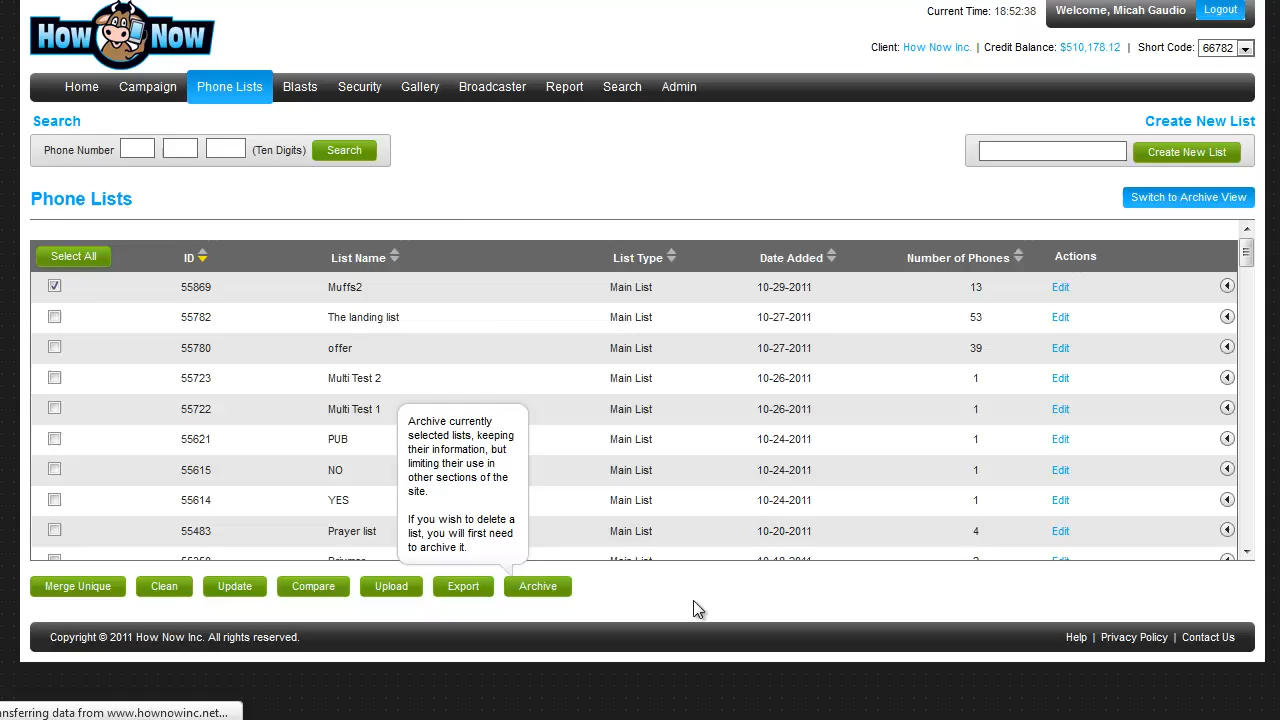 How Now
Current Time: 18:52:38
Welcome, Micah Gaudio
Logout
Client: How Now Inc. | Credit Balance: $510,178.12 | Short Code: 66782
Home Campaign Phone Lists Blasts Security Gallery Broadcaster Report Search Admin
Search
Create New List
Phone Number (Ten Digits) Search
Create New List
Phone Lists
Switch to Archive View
Select All ID List Name List Type Date Added Number of Phones Actions
55869 Muffs2 Main List 10-29-2011 13 Edit
55782 The landing list Main List 10-27-2011 53 Edit
55780 offer Main List 10-27-2011 39 Edit
55723 Multi Test 2 Main List 10-26-2011 1 Edit
55722 Multi Test 1 Main List 10-26-2011 1 Edit
55621 PUB Main List 10-24-2011 1 Edit
55615 NO Main List 10-24-2011 1 Edit
55614 YES Main List 10-24-2011 1 Edit
55483 Prayer list Main List 10-20-2011 4 Edit
Main List Edit
Archive currently
selected lists, keeping
their information, but
limiting their use in
other sections of the
site.
If you wish to delete a
list, you will first need
to archive it.
Merge Unique Clean Update Compare Upload Export Archive
Copyright © 2011 How Now Inc. All rights reserved.
Help | Privacy Policy | Contact Us
ansferring data from www.hownowinc.net...